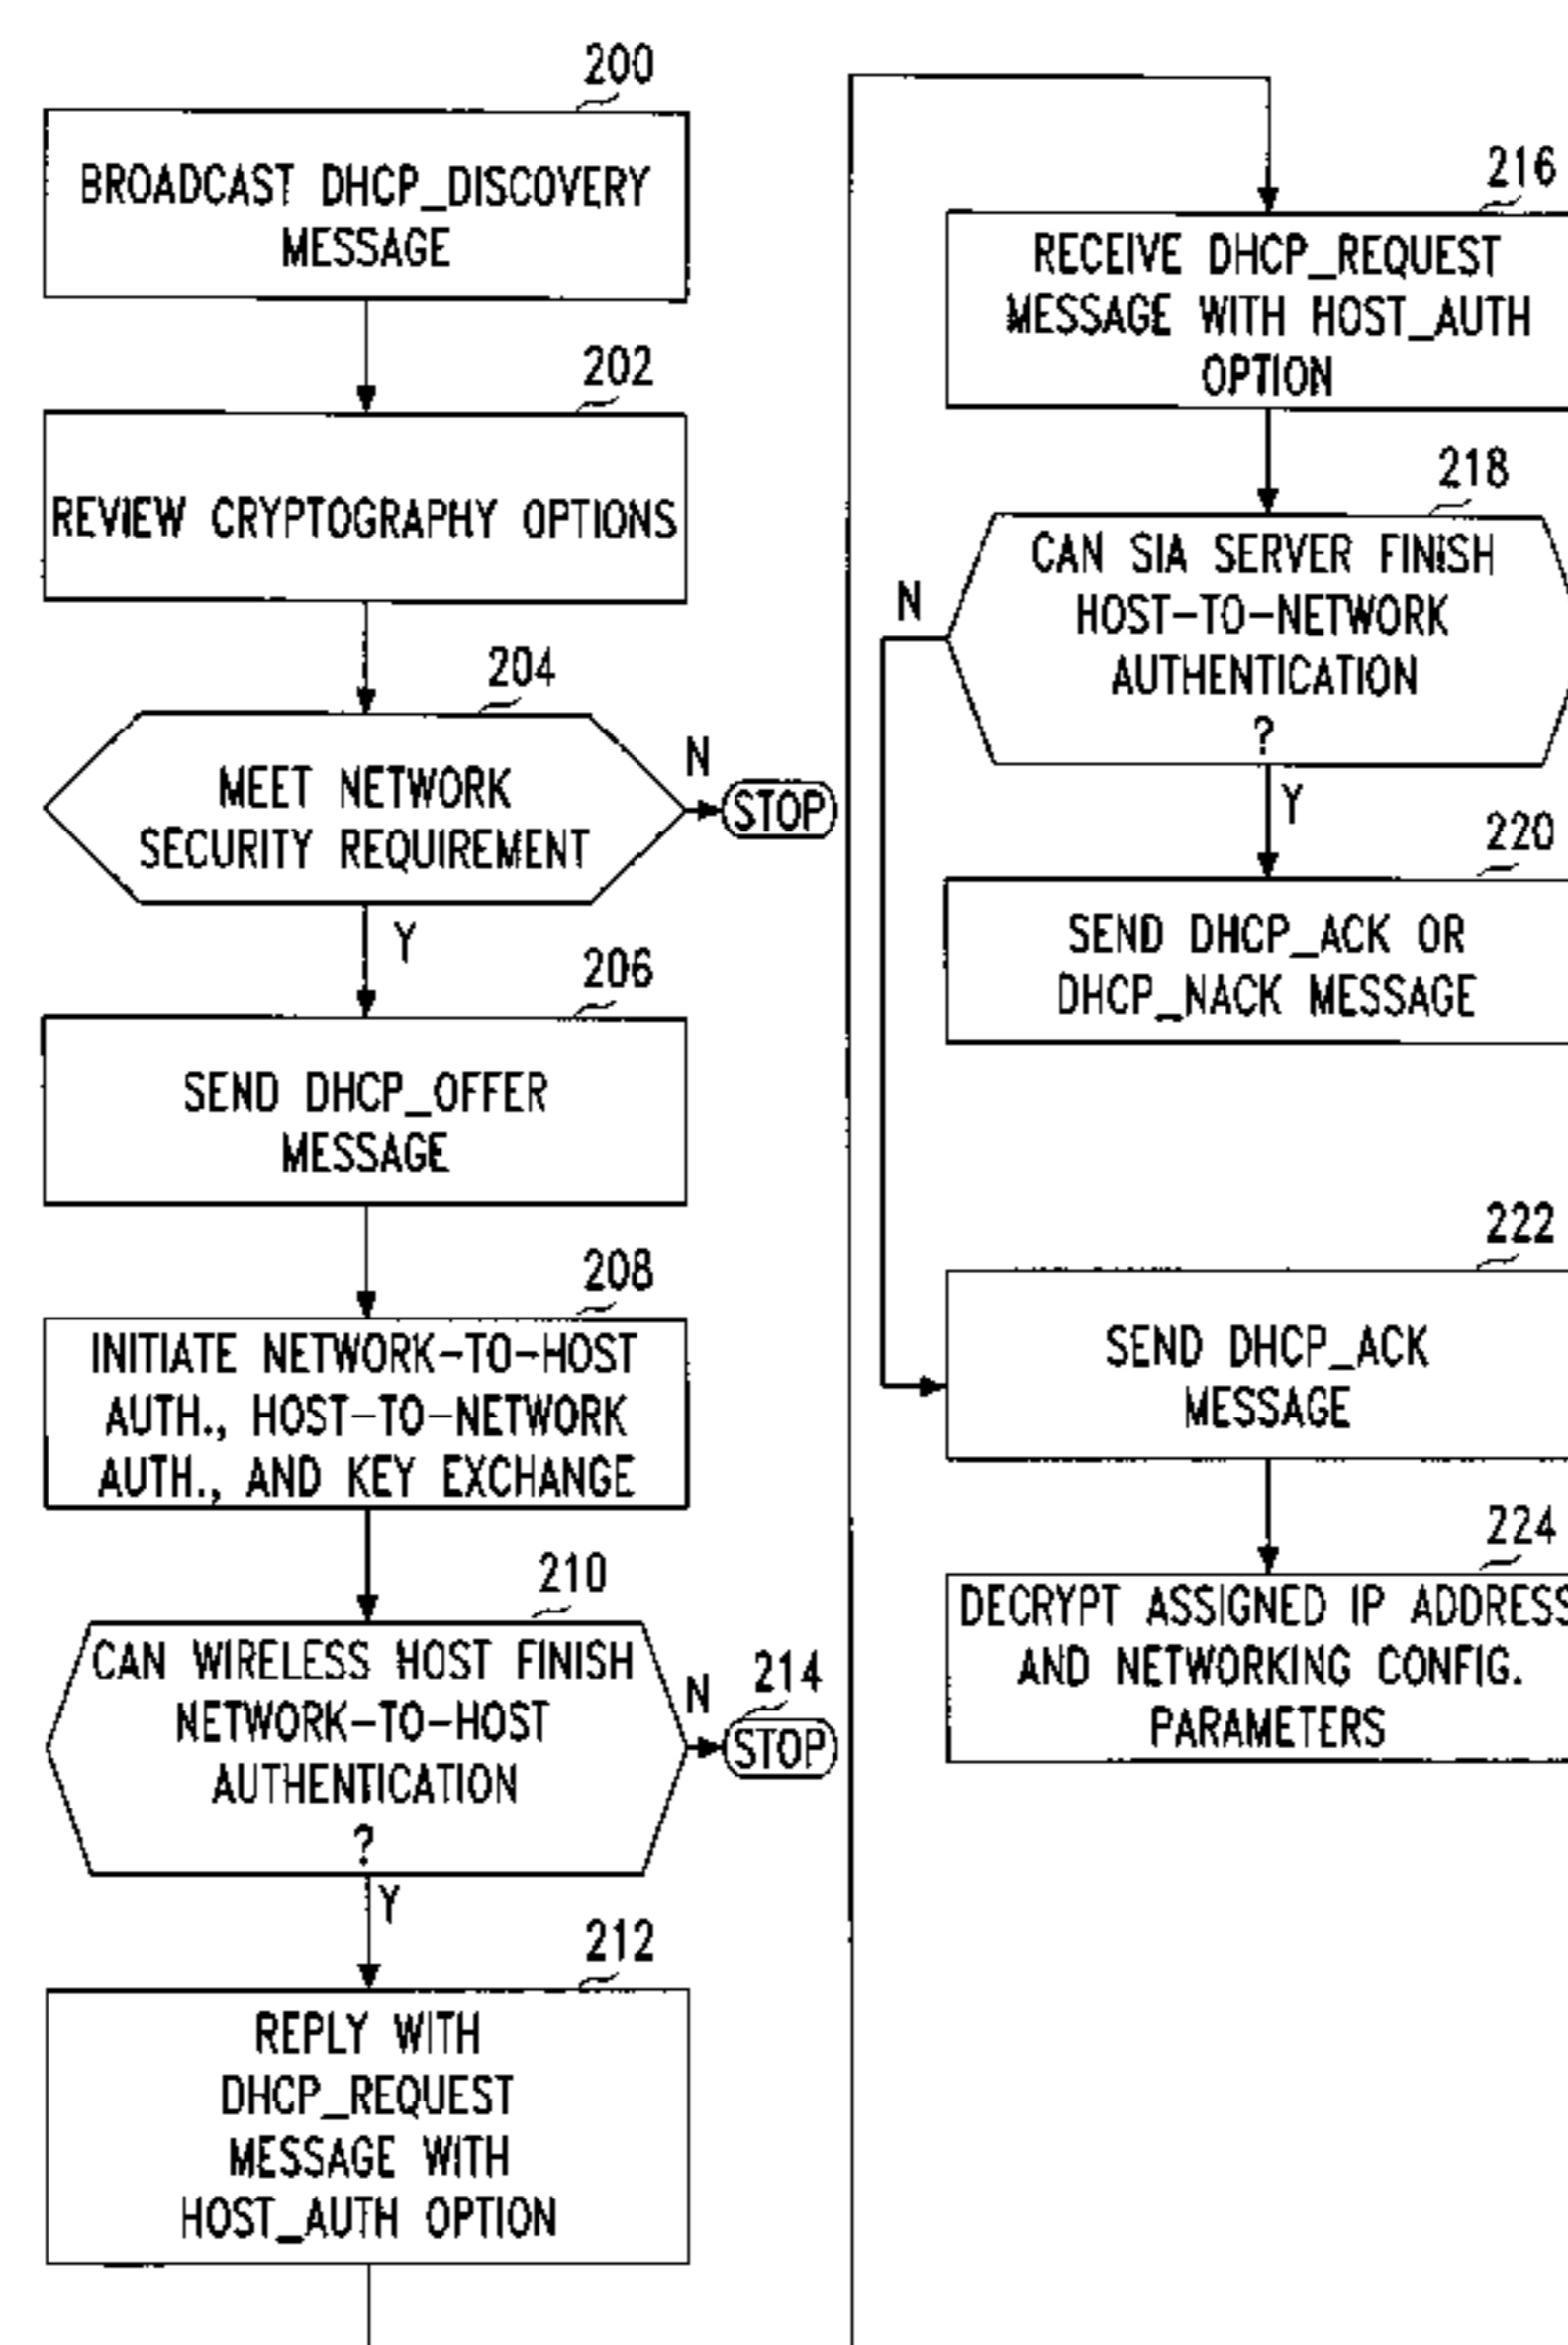 200
BROADCAST DHCP_DISCOVERY
MESSAGE
202
REVIEW CRYPTOGRAPHY OPTIONS
204
MEET NETWORK
SECURITY REQUIREMENT
N
STOP
Y
206
SEND DHCP_OFFER
MESSAGE
208
INITIATE NETWORK-TO-HOST
AUTH., HOST-TO-NETWORK
AUTH., AND KEY EXCHANGE
210
CAN WIRELESS HOST FINISH
NETWORK-TO-HOST
AUTHENTICATION
?
N
214
STOP
Y
212
REPLY WITH
DHCP_REQUEST
MESSAGE WITH
HOST_AUTH OPTION
216
RECEIVE DHCP_REQUEST
MESSAGE WITH HOST_AUTH
OPTION
218
CAN SIA SERVER FINISH
HOST-TO-NETWORK
AUTHENTICATION
?
N
Y
220
SEND DHCP_ACK OR
DHCP_NACK MESSAGE
222
SEND DHCP_ACK
MESSAGE
224
DECRYPT ASSIGNED IP ADDRESS
AND NETWORKING CONFIG.
PARAMETERS